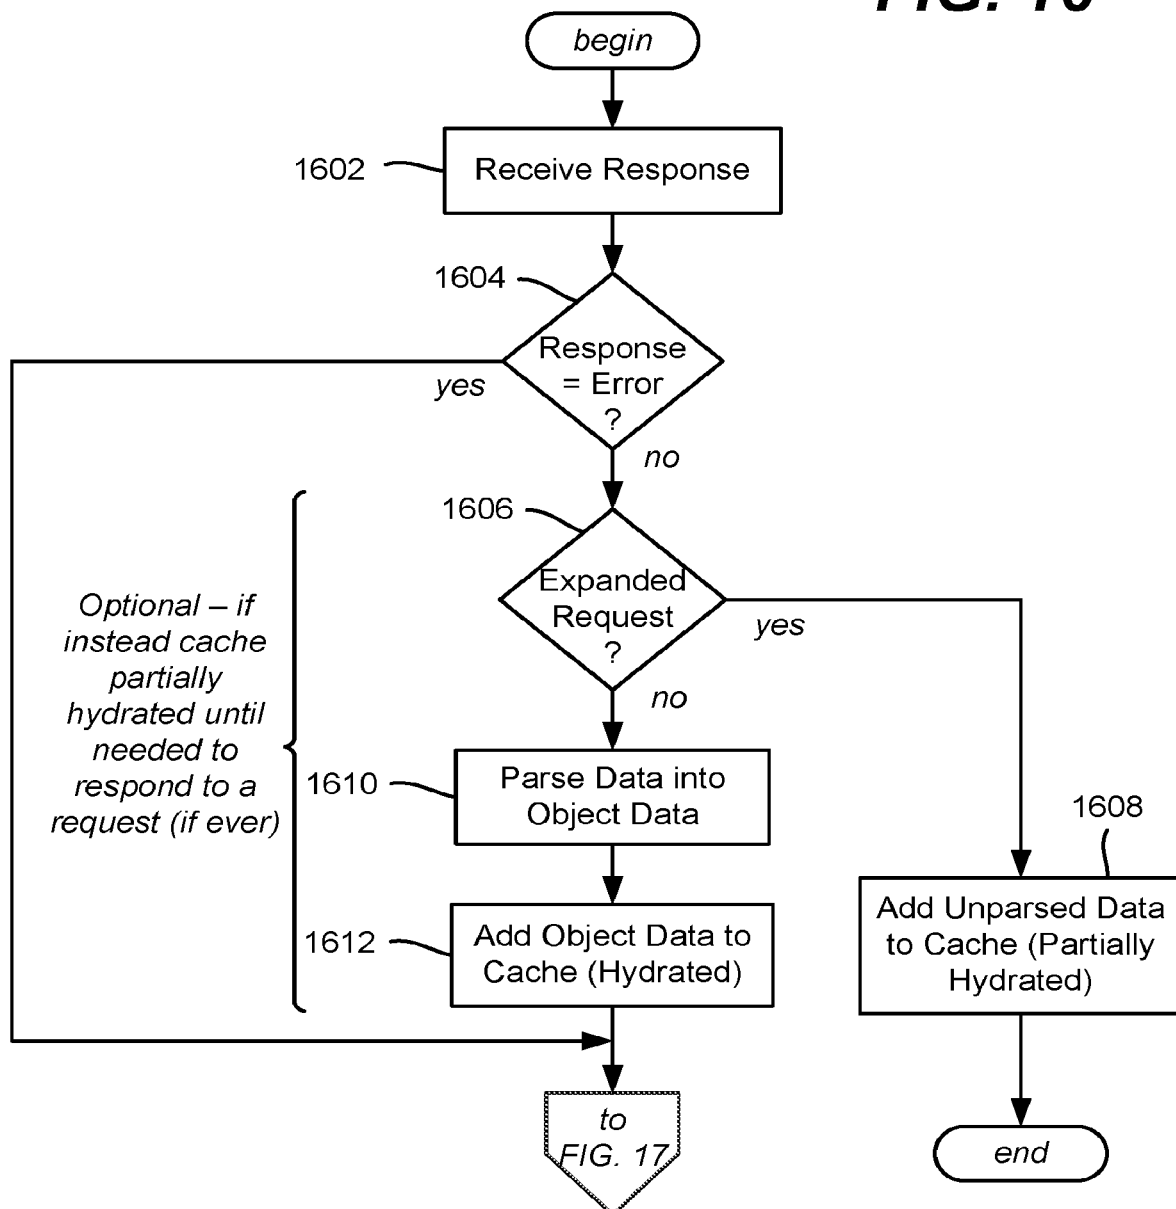 begin
1602
Receive Response
1604
Response
= Error
?
yes
no
1606
Expanded
Request
?
yes
no
Optional – if
instead cache
partially
hydrated until
needed to
respond to a
request (if ever)
1610
Parse Data into
Object Data
1608
Add Unparsed Data
to Cache (Partially
Hydrated)
1612
Add Object Data to
Cache (Hydrated)
to
FIG. 17
end